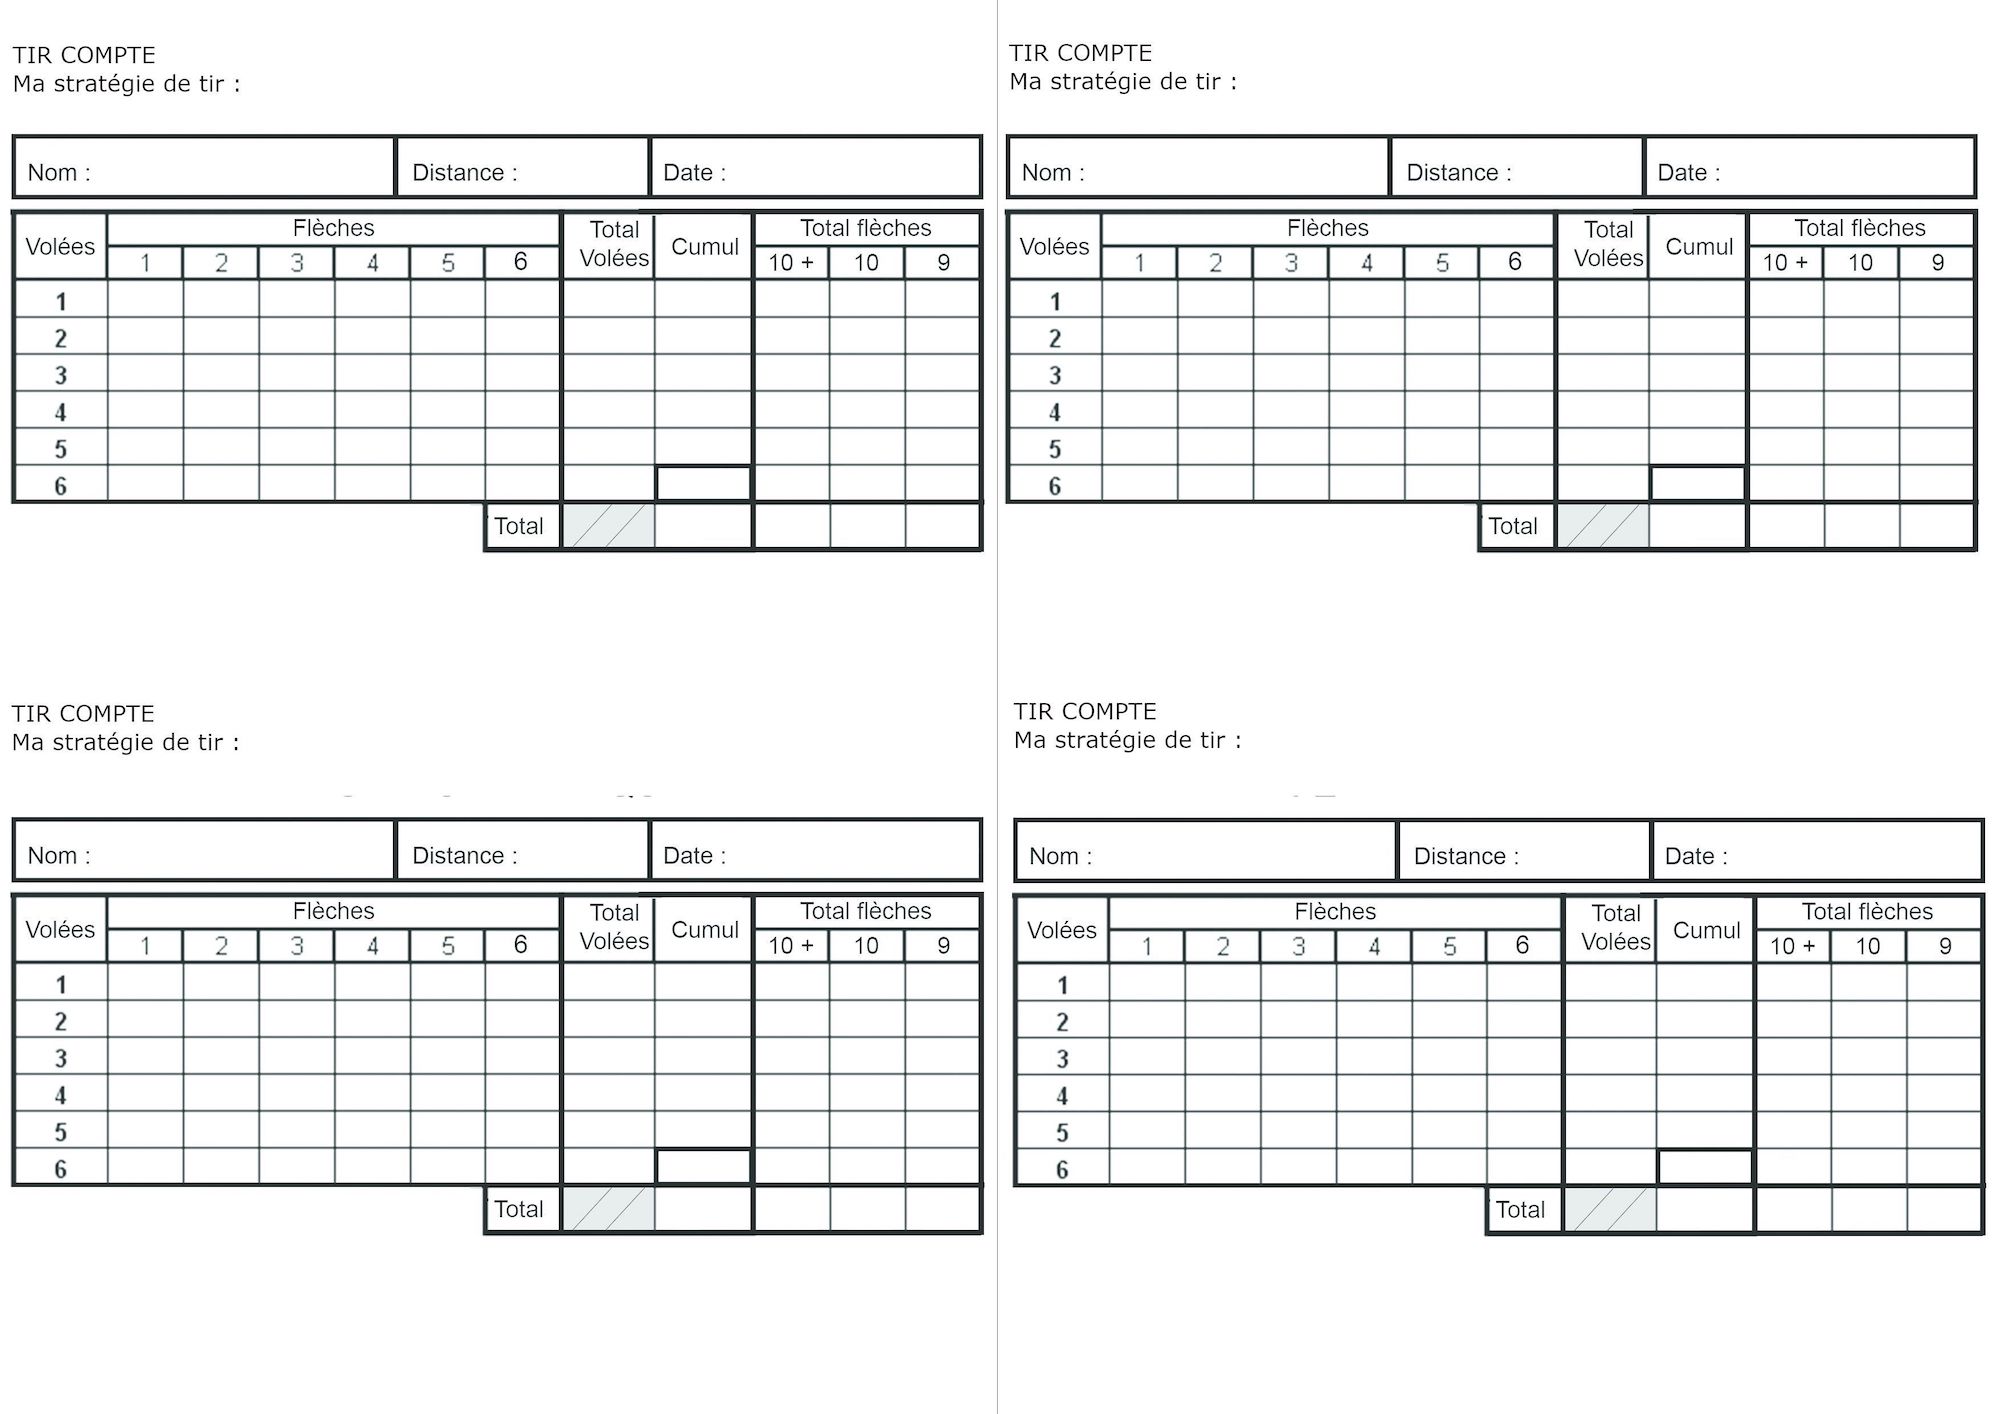 TIR COMPTE
Ma stratégie de tir :
Nom : Distance : Date :
Volées Flèches Total Volées Cumul Total flèches
1 2 3 4 5 6 10 + 10 9
1
2
3
4
5
6
Total
TIR COMPTE
Ma stratégie de tir :
Nom : Distance : Date :
Volées Flèches Total Volées Cumul Total flèches
1 2 3 4 5 6 10 + 10 9
1
2
3
4
5
6
Total
TIR COMPTE
Ma stratégie de tir :
Nom : Distance : Date :
Volées Flèches Total Volées Cumul Total flèches
1 2 3 4 5 6 10 + 10 9
1
2
3
4
5
6
Total
TIR COMPTE
Ma stratégie de tir :
Nom : Distance : Date :
Volées Flèches Total Volées Cumul Total flèches
1 2 3 4 5 6 10 + 10 9
1
2
3
4
5
6
Total